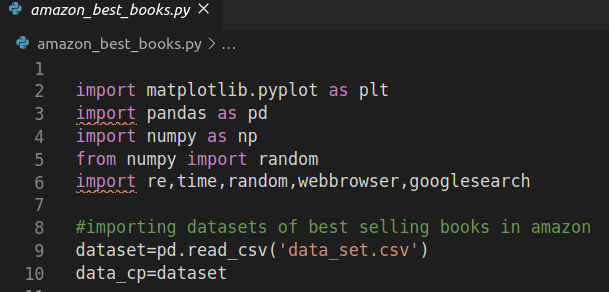 amazon_best_books.py ×
amazon_best_books.py > ...
1
2 import matplotlib.pyplot as plt
3 import pandas as pd
4 import numpy as np
5 from numpy import random
6 import re,time,random,webbrowser,googlesearch
7
8 #importing datasets of best selling books in amazon
9 dataset=pd.read_csv('data_set.csv')
10 data_cp=dataset